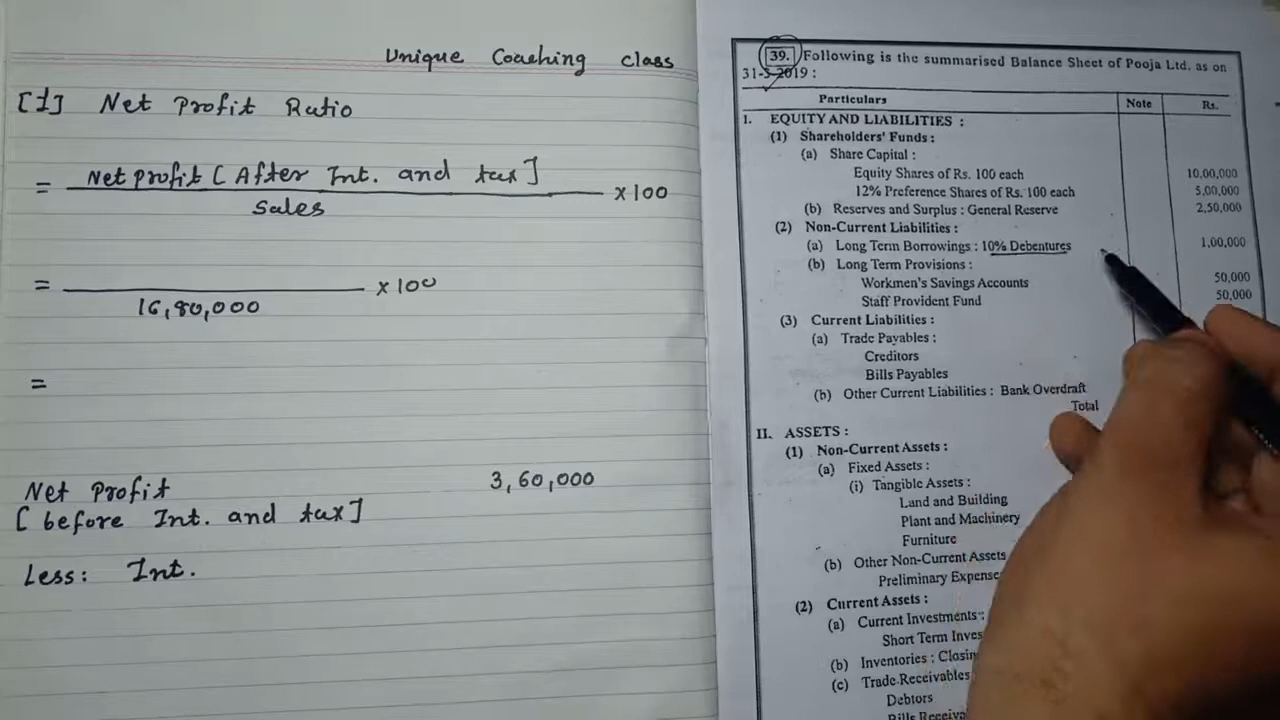 Unique Coaching class
[1] Net Profit Ratio
= Net profit [After Int. and tax] × 100
Sales
= × 100
16,80,000
=
Net Profit 3,60,000
[before Int. and tax]
Less: Int.
39. Following is the summarised Balance Sheet of Pooja Ltd. as on
31-3-2019 :
Particulars Note Rs.
I. EQUITY AND LIABILITIES :
(1) Shareholders' Funds :
(a) Share Capital :
Equity Shares of Rs. 100 each 10,00,000
12% Preference Shares of Rs. 100 each 5,00,000
(b) Reserves and Surplus : General Reserve 2,50,000
(2) Non-Current Liabilities :
(a) Long Term Borrowings : 10% Debentures 1,00,000
(b) Long Term Provisions :
Workmen's Savings Accounts 50,000
Staff Provident Fund 50,000
(3) Current Liabilities :
(a) Trade Payables :
Creditors
Bills Payables
(b) Other Current Liabilities : Bank Overdraft
Total
II. ASSETS :
(1) Non-Current Assets :
(a) Fixed Assets :
(i) Tangible Assets :
Land and Building
Plant and Machinery
Furniture
(b) Other Non-Current Assets
Preliminary Expense
(2) Current Assets :
(a) Current Investments :
Short Term Inves
(b) Inventories : Closin
(c) Trade Receivables
Debtors
Bills Receiva